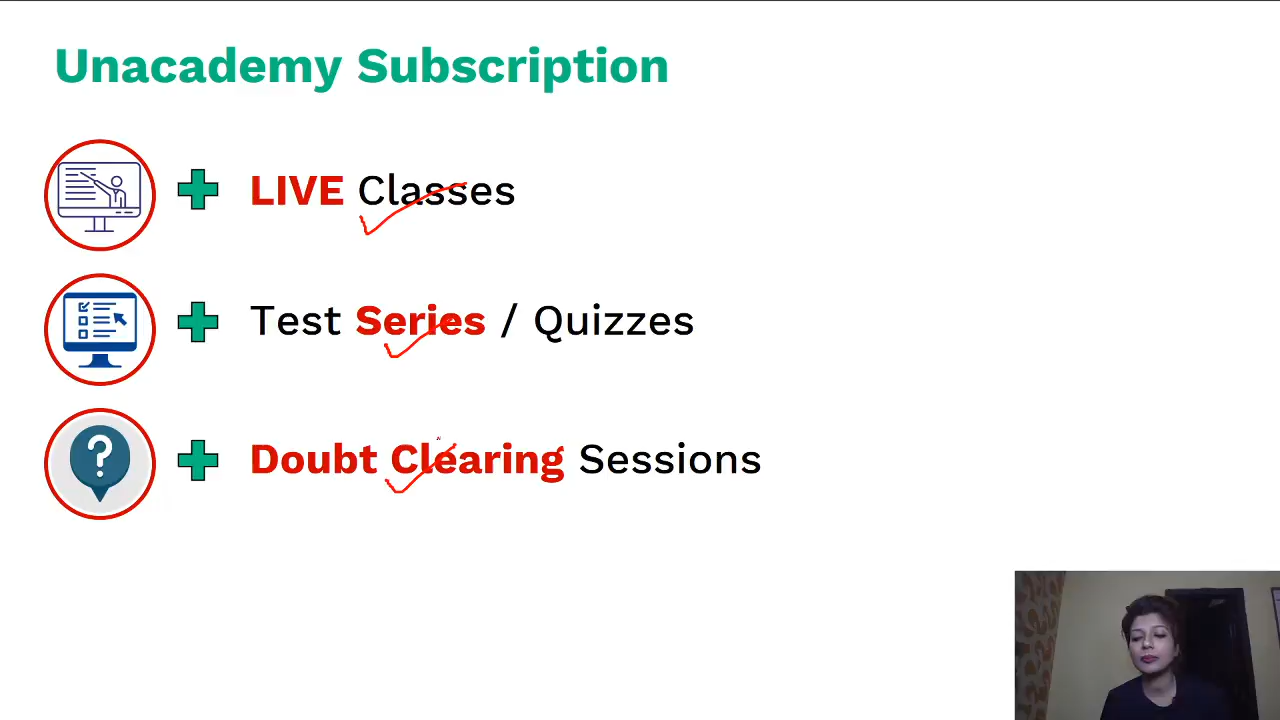 Unacademy Subscription
LIVE Classes
Test Series / Quizzes
Doubt Clearing Sessions